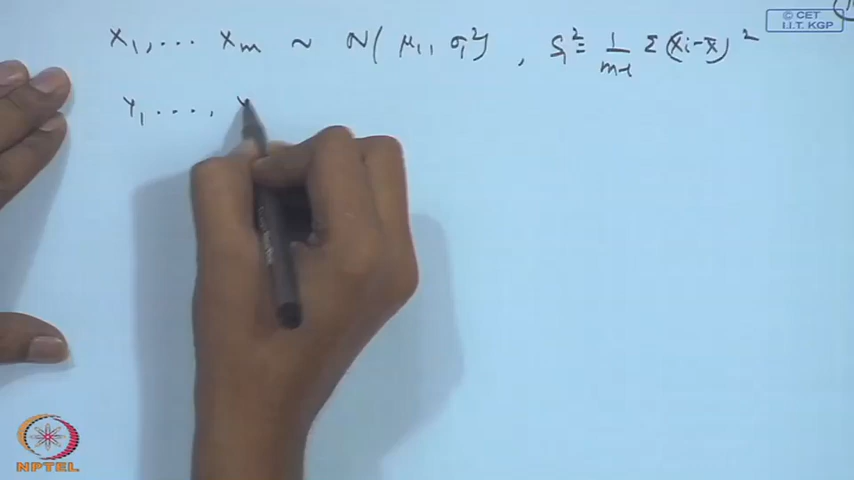 © CET
I.I.T. KGP
X₁, ... Xₘ ~ N(μ₁, σ₁²), S₁² = 1/(m-1) Σ (Xi - X̄)²
Y₁, ..., Y
NPTEL